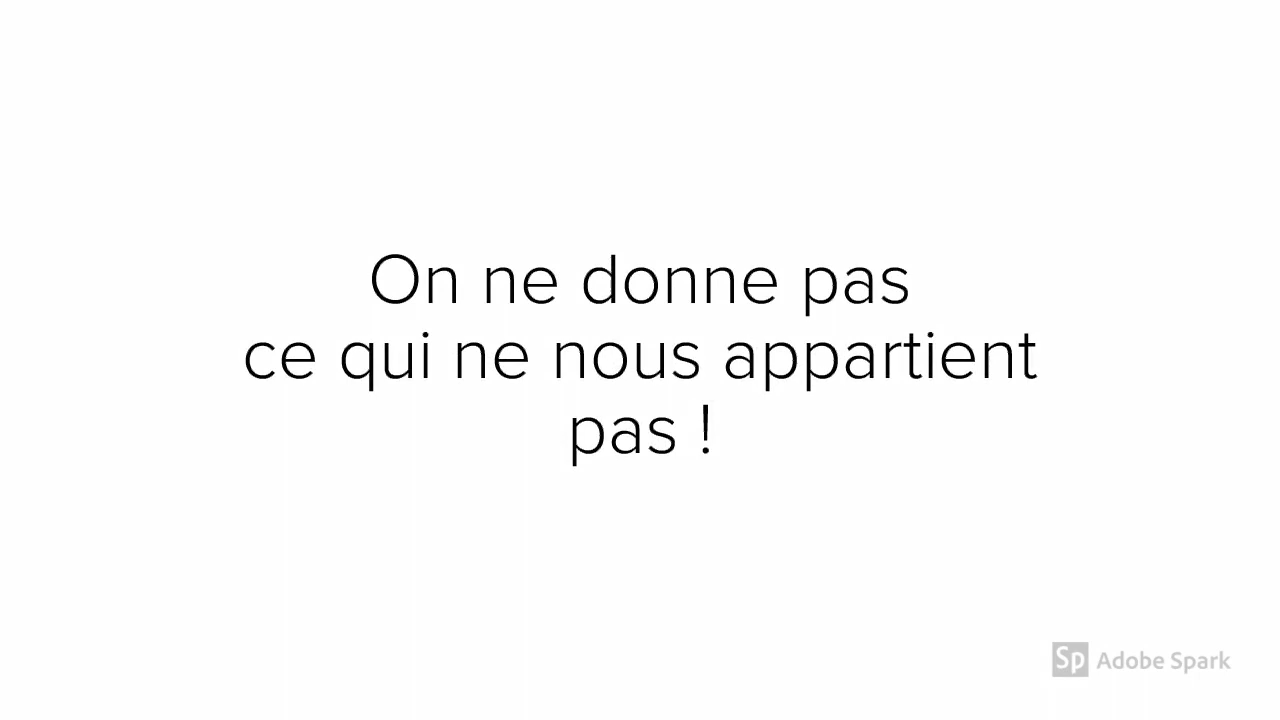 On ne donne pas
ce qui ne nous appartient
pas !
Sp Adobe Spark